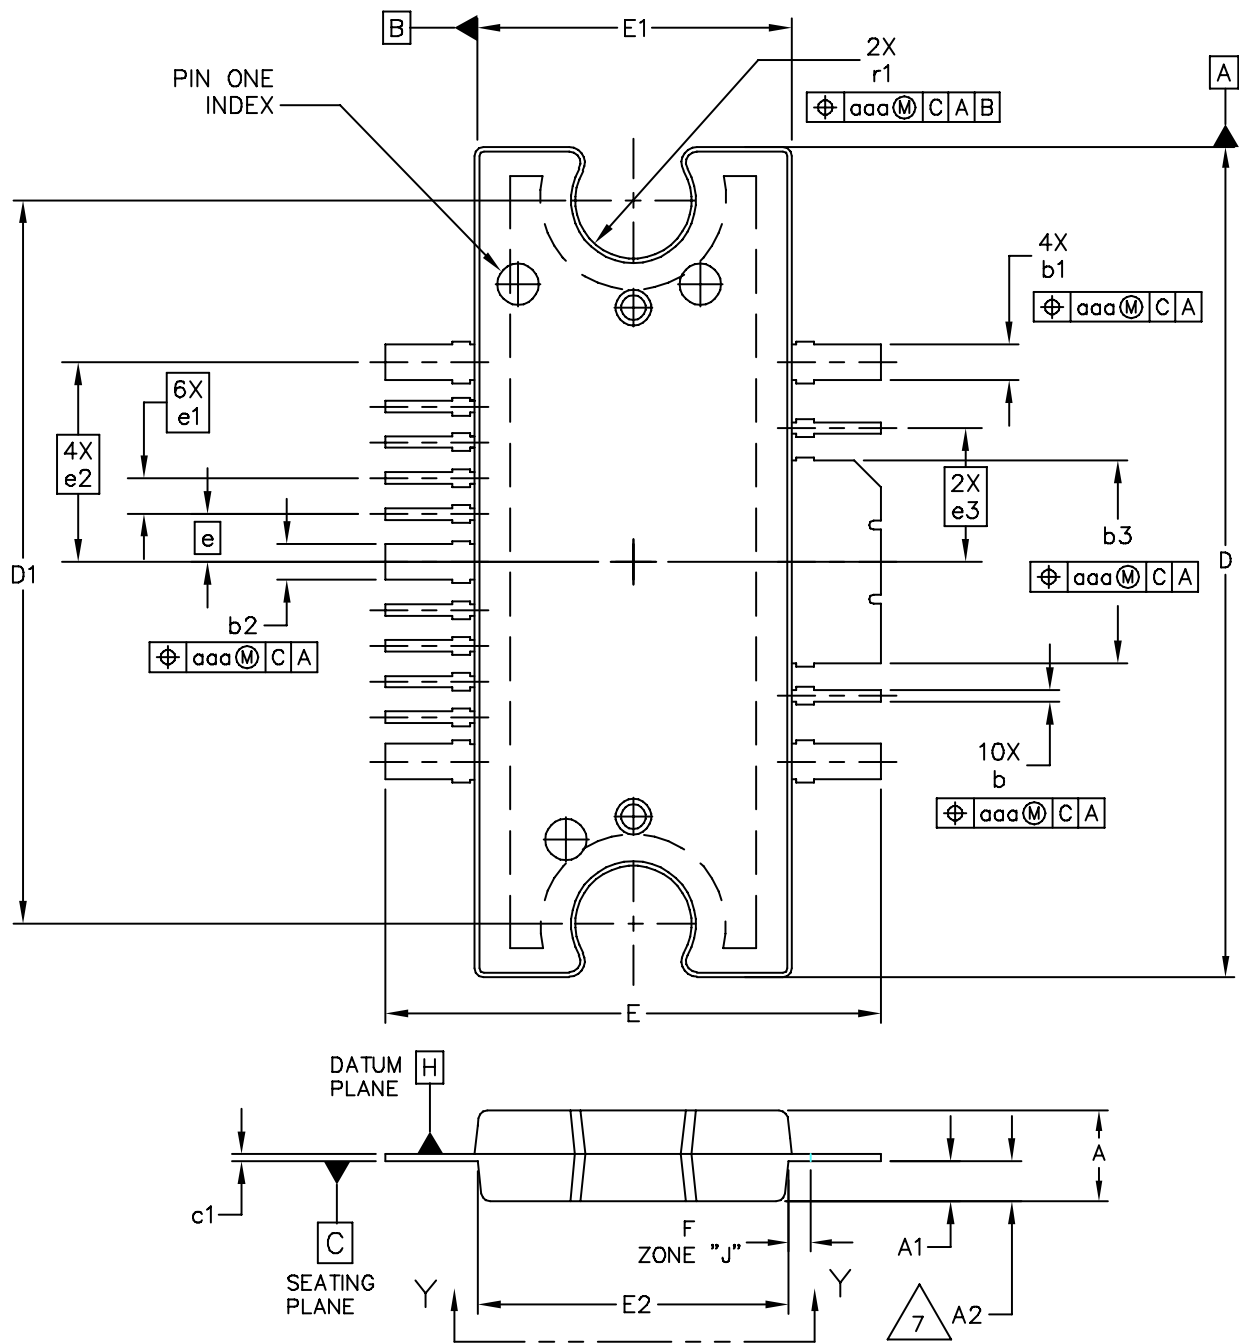 B
E1
2X
r1
⌖ aaa Ⓜ C A B
A
PIN ONE
INDEX
4X
b1
⌖ aaa Ⓜ C A
6X
e1
4X
e2
2X
e3
e
b3
⌖ aaa Ⓜ C A
D1
D
b2
⌖ aaa Ⓜ C A
10X
b
⌖ aaa Ⓜ C A
E
DATUM
PLANE
H
A
c1
C
SEATING
PLANE
F
ZONE "J"
A1
Y
Y
E2
7
A2